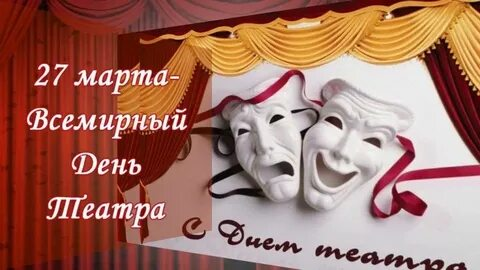 27 марта-
Всемирный
День
Театра
С Днем театра